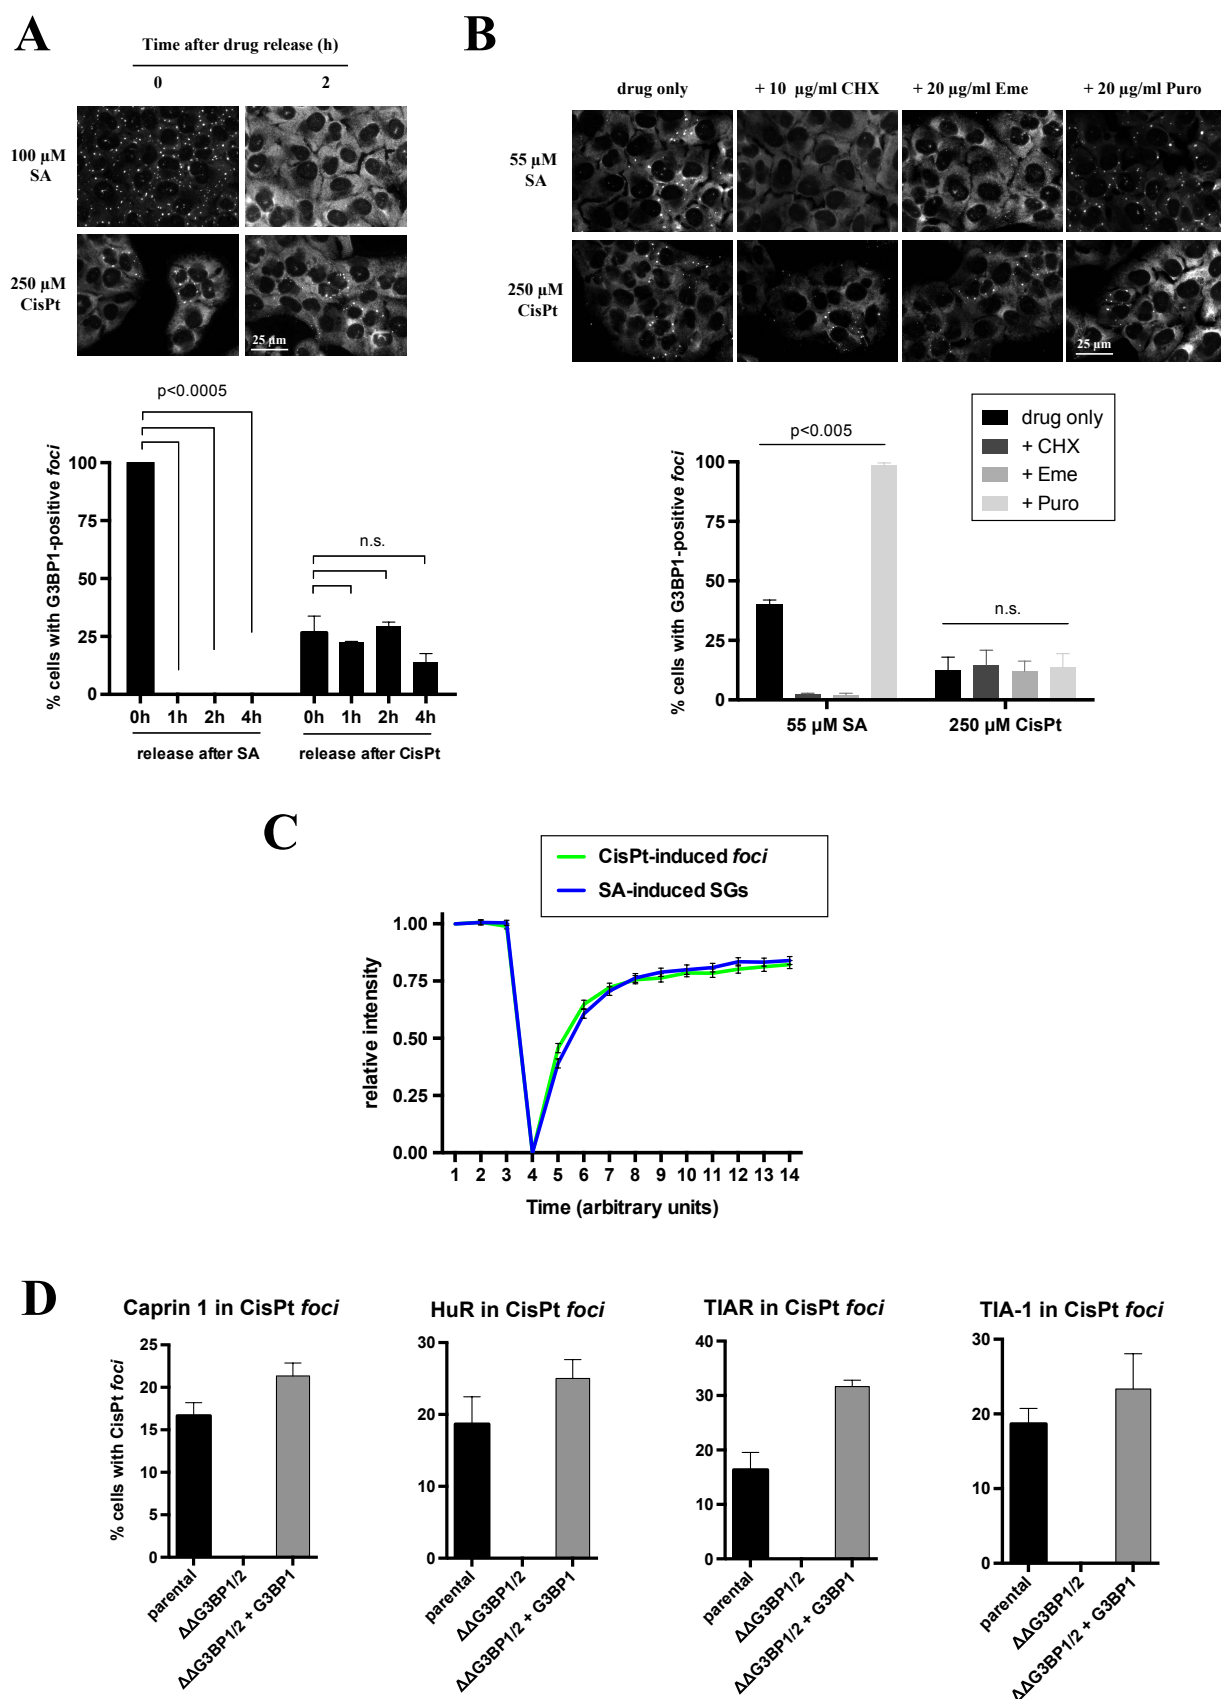 A
Time after drug release (h)
0 2
100 µM
SA
250 µM
CisPt
25 µm
p<0.0005
n.s.
% cells with G3BP1-positive foci
100
75
50
25
0
0h 1h 2h 4h 0h 1h 2h 4h
release after SA release after CisPt
B
drug only + 10 µg/ml CHX + 20 µg/ml Eme + 20 µg/ml Puro
55 µM
SA
250 µM
CisPt
25 µm
drug only
+ CHX
+ Eme
+ Puro
p<0.005
n.s.
% cells with G3BP1-positive foci
100
75
50
25
0
55 µM SA 250 µM CisPt
C
CisPt-induced foci
SA-induced SGs
relative intensity
1.00
0.75
0.50
0.25
0.00
1 2 3 4 5 6 7 8 9 10 11 12 13 14
Time (arbitrary units)
D
Caprin 1 in CisPt foci
% cells with CisPt foci
25
20
15
10
5
0
parental
ΔΔG3BP1/2
ΔΔG3BP1/2 + G3BP1
HuR in CisPt foci
30
20
10
0
parental
ΔΔG3BP1/2
ΔΔG3BP1/2 + G3BP1
TIAR in CisPt foci
40
30
20
10
0
parental
ΔΔG3BP1/2
ΔΔG3BP1/2 + G3BP1
TIA-1 in CisPt foci
30
20
10
0
parental
ΔΔG3BP1/2
ΔΔG3BP1/2 + G3BP1